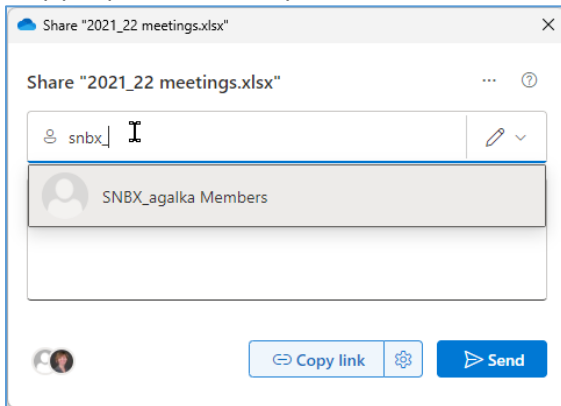 Share "2021_22 meetings.xlsx"
Share "2021_22 meetings.xlsx"
snbx_
SNBX_agalka Members
Copy link
Send